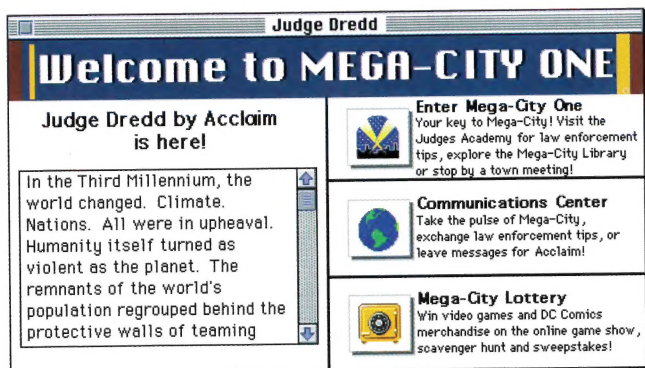 Judge Dredd
Welcome to MEGA-CITY ONE
Judge Dredd by Acclaim
is here!
In the Third Millennium, the
world changed. Climate.
Nations. All were in upheaval.
Humanity itself turned as
violent as the planet. The
remnants of the world's
population regrouped behind the
protective walls of teaming
Enter Mega-City One
Your key to Mega-City! Visit the
Judges Academy for law enforcement
tips, explore the Mega-City Library
or stop by a town meeting!
Communications Center
Take the pulse of Mega-City,
exchange law enforcement tips, or
leave messages for Acclaim!
Mega-City Lottery
Win video games and DC Comics
merchandise on the online game show,
scavenger hunt and sweepstakes!